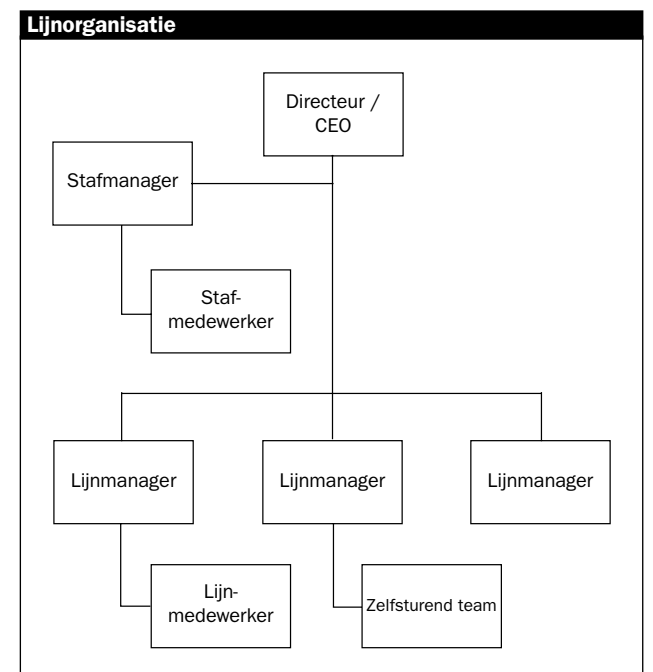 Lijnorganisatie
Directeur /
CEO
Stafmanager
Staf-
medewerker
Lijnmanager
Lijnmanager
Lijnmanager
Lijn-
medewerker
Zelfsturend team